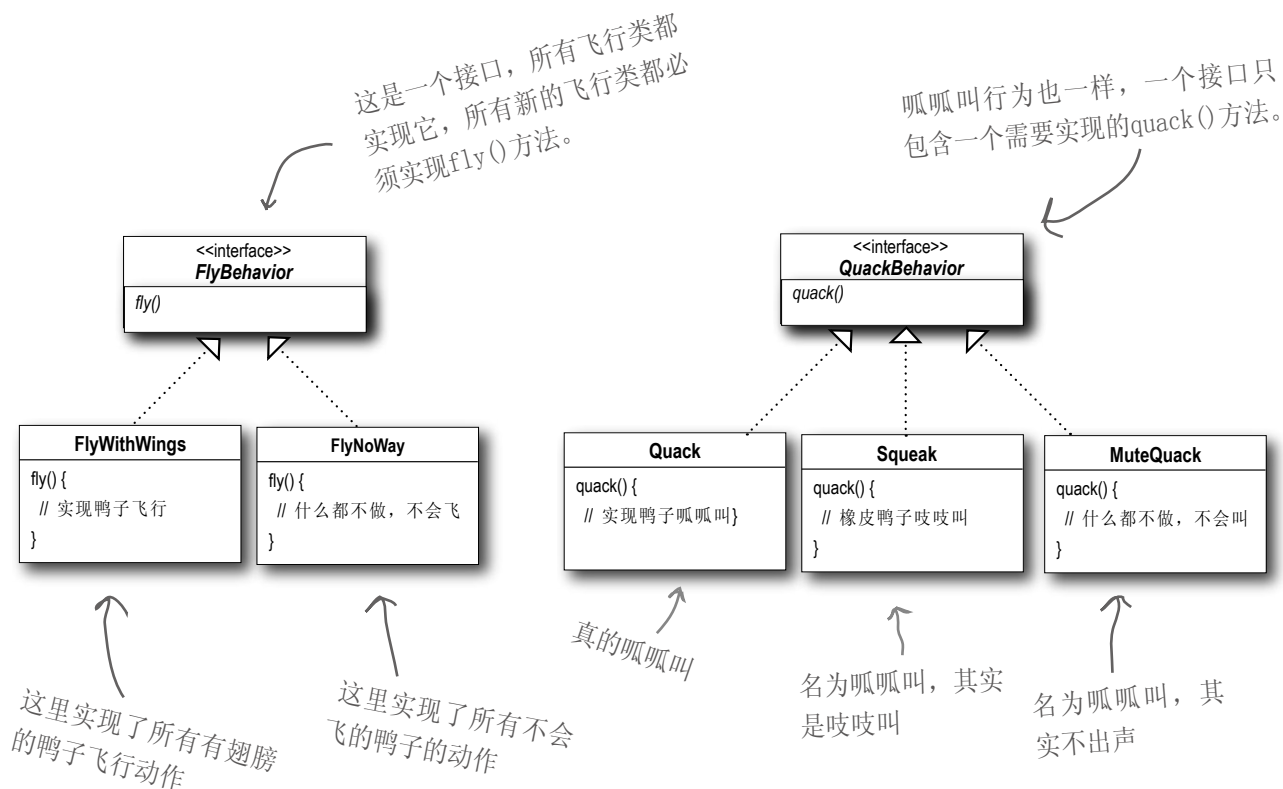 这是一个接口，所有飞行类都
实现它，所有新的飞行类都必
须实现fly()方法。
呱呱叫行为也一样，一个接口只
包含一个需要实现的quack()方法。
<<interface>>
FlyBehavior
fly()
<<interface>>
QuackBehavior
quack()
FlyWithWings
fly() {
// 实现鸭子飞行
}
FlyNoWay
fly() {
// 什么都不做，不会飞
}
Quack
quack() {
// 实现鸭子呱呱叫}
Squeak
quack() {
// 橡皮鸭子吱吱叫
}
MuteQuack
quack() {
// 什么都不做，不会叫
}
这里实现了所有有翅膀
的鸭子飞行动作
这里实现了所有不会
飞的鸭子的动作
真的呱呱叫
名为呱呱叫，其实
是吱吱叫
名为呱呱叫，其
实不出声